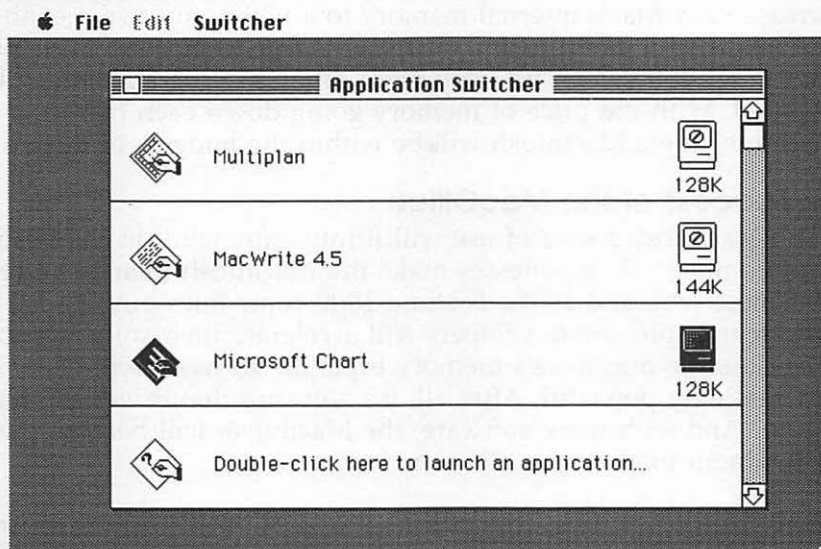 File Edit Switcher
Application Switcher
Multiplan
128K
MacWrite 4.5
144K
Microsoft Chart
128K
Double-click here to launch an application...